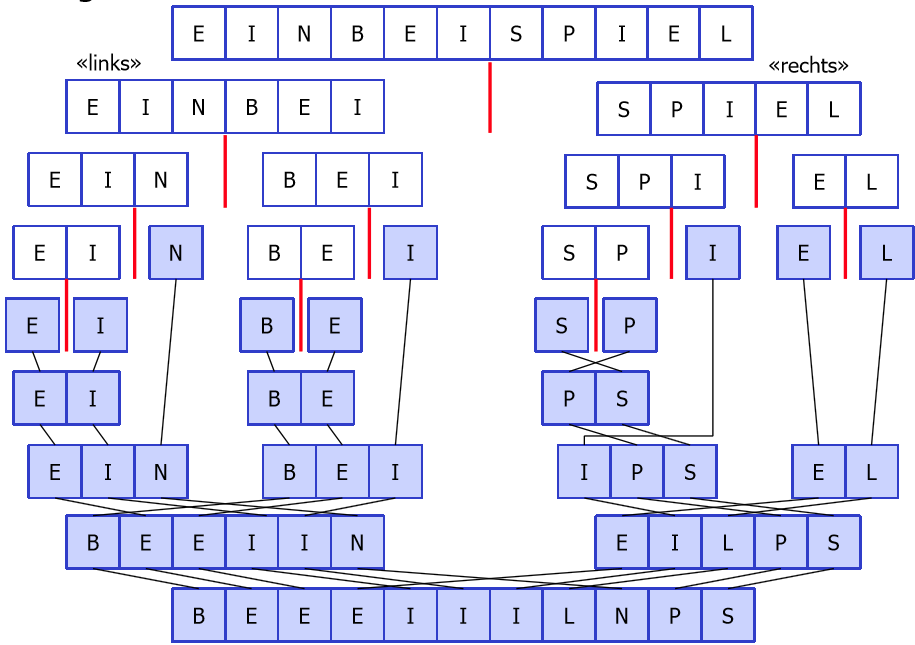 E I N B E I S P I E L
«links» «rechts»
E I N B E I S P I E L
E I N B E I S P I E L
E I N B E I S P I E L
E I B E S P
E I B E P S
E I N B E I I P S E L
B E E I I N E I L P S
B E E E I I I L N P S